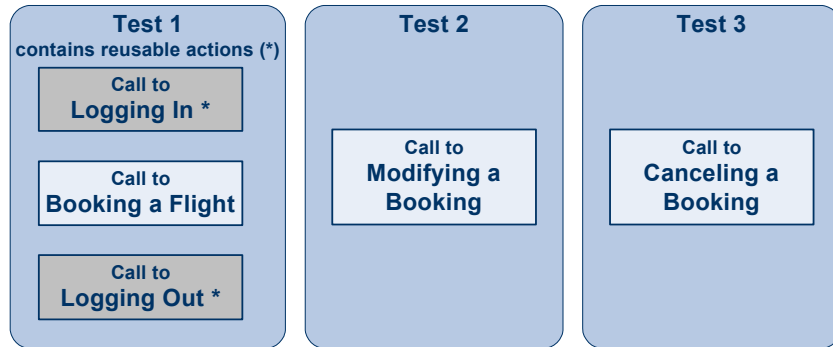 Test 1
contains reusable actions (*)
Call to
Logging In *
Call to
Booking a Flight
Call to
Logging Out *
Test 2
Call to
Modifying a
Booking
Test 3
Call to
Canceling a
Booking